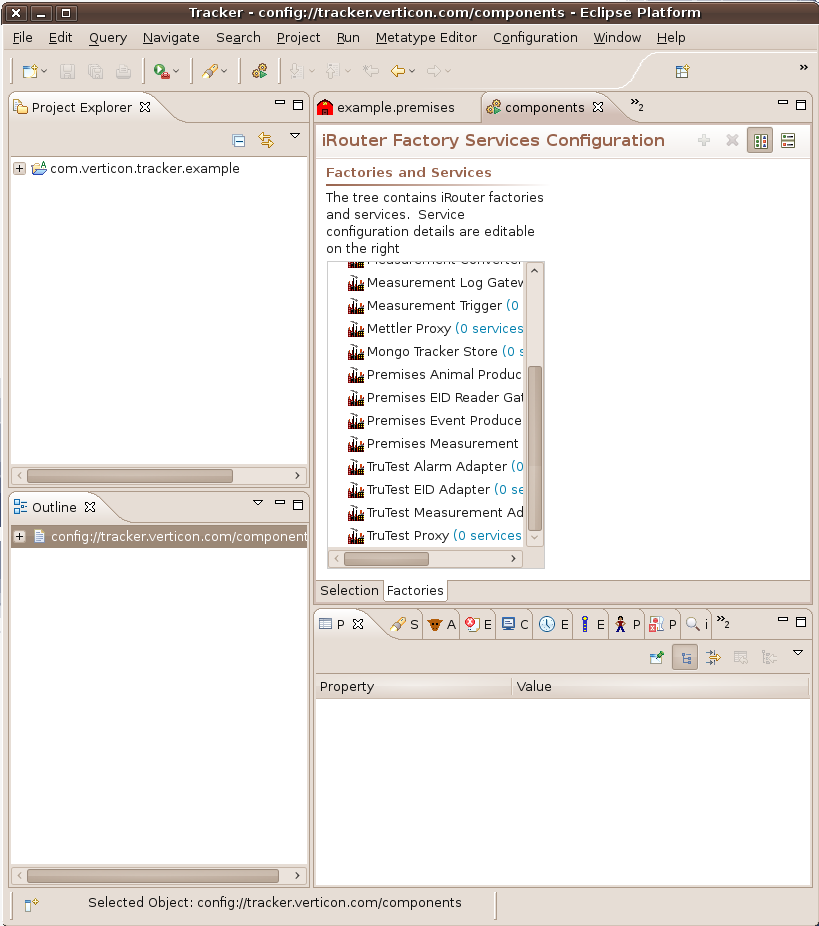 Tracker - config://tracker.verticon.com/components - Eclipse Platform
File Edit Query Navigate Search Project Run Metatype Editor Configuration Window Help
Project Explorer
com.verticon.tracker.example
Outline
config://tracker.verticon.com/component
example.premises
components
»2
iRouter Factory Services Configuration
Factories and Services
The tree contains iRouter factories
and services. Service
configuration details are editable
on the right
Measurement Converter
Measurement Log Gatew
Measurement Trigger (0
Mettler Proxy (0 services
Mongo Tracker Store (0 s
Premises Animal Produc
Premises EID Reader Gat
Premises Event Produce
Premises Measurement
TruTest Alarm Adapter (0
TruTest EID Adapter (0 se
TruTest Measurement Ad
TruTest Proxy (0 services
Selection Factories
P S A E C E E P P i »2
Property Value
Selected Object: config://tracker.verticon.com/components